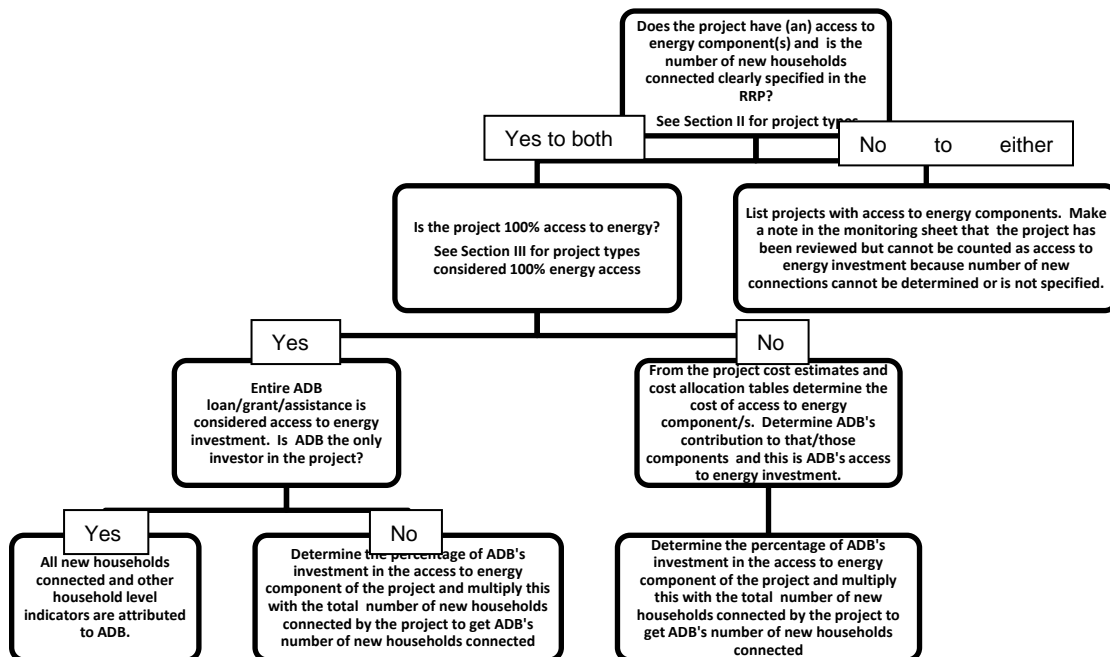 Does the project have (an) access to
energy component(s) and is the
number of new households
connected clearly specified in the
RRP?
See Section II for project types
Yes to both
No to either
Is the project 100% access to energy?
See Section III for project types
considered 100% energy access
List projects with access to energy components. Make
a note in the monitoring sheet that the project has
been reviewed but cannot be counted as access to
energy investment because number of new
connections cannot be determined or is not specified.
Yes
No
Entire ADB
loan/grant/assistance is
considered access to energy
investment. Is ADB the only
investor in the project?
From the project cost estimates and
cost allocation tables determine the
cost of access to energy
component/s. Determine ADB's
contribution to that/those
components and this is ADB's access
to energy investment.
Yes
No
All new households
connected and other
household level
indicators are attributed
to ADB.
Determine the percentage of ADB's
investment in the access to energy
component of the project and multiply this
with the total number of new households
connected by the project to get ADB's
number of new households connected
Determine the percentage of ADB's
investment in the access to energy
component of the project and multiply
this with the total number of new
households connected by the project to
get ADB's number of new households
connected